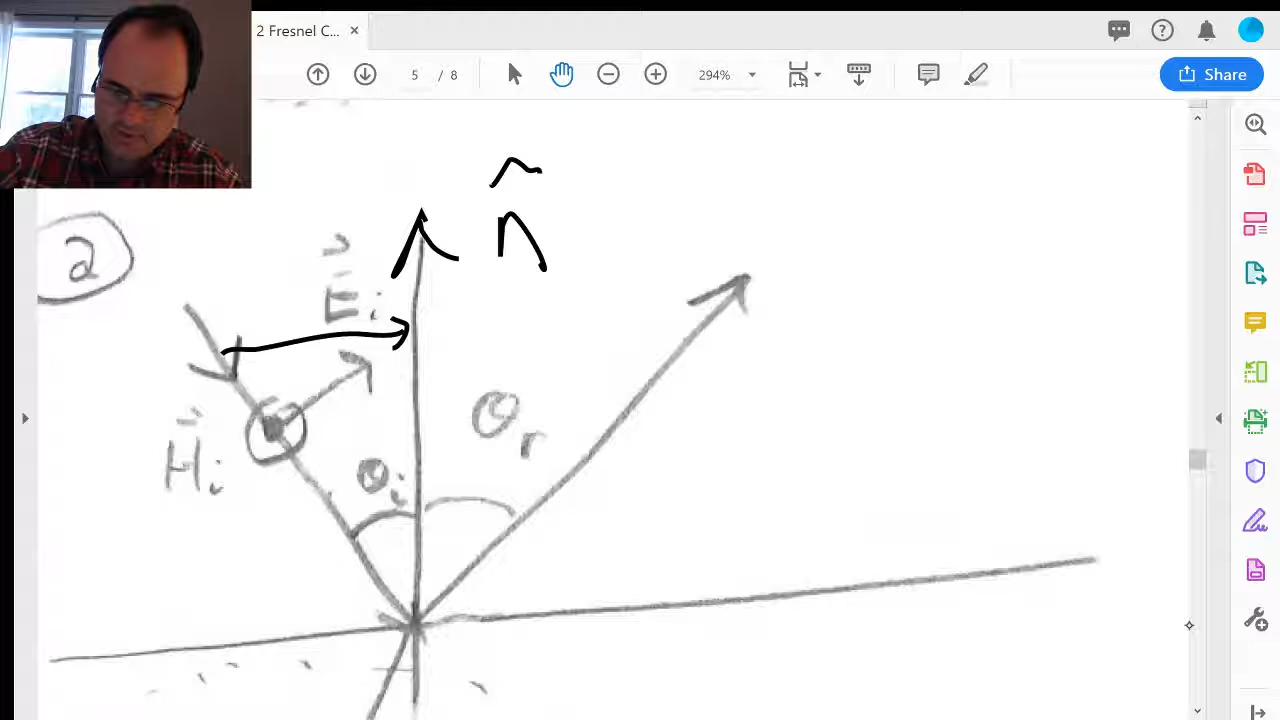 2 Fresnel C...
5 / 8
294%
Share
n̂
2
E⃗i
H⃗i
θi
θr